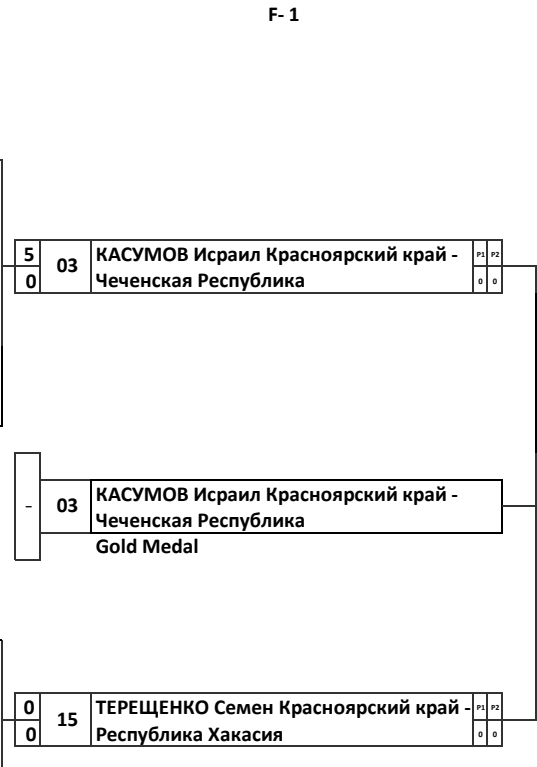 F- 1
5
0
03
КАСУМОВ Исраил Красноярский край -
Чеченская Республика
P1 P2
0 0
-
03
КАСУМОВ Исраил Красноярский край -
Чеченская Республика
Gold Medal
0
0
15
ТЕРЕЩЕНКО Семен Красноярский край -
Республика Хакасия
P1 P2
0 0